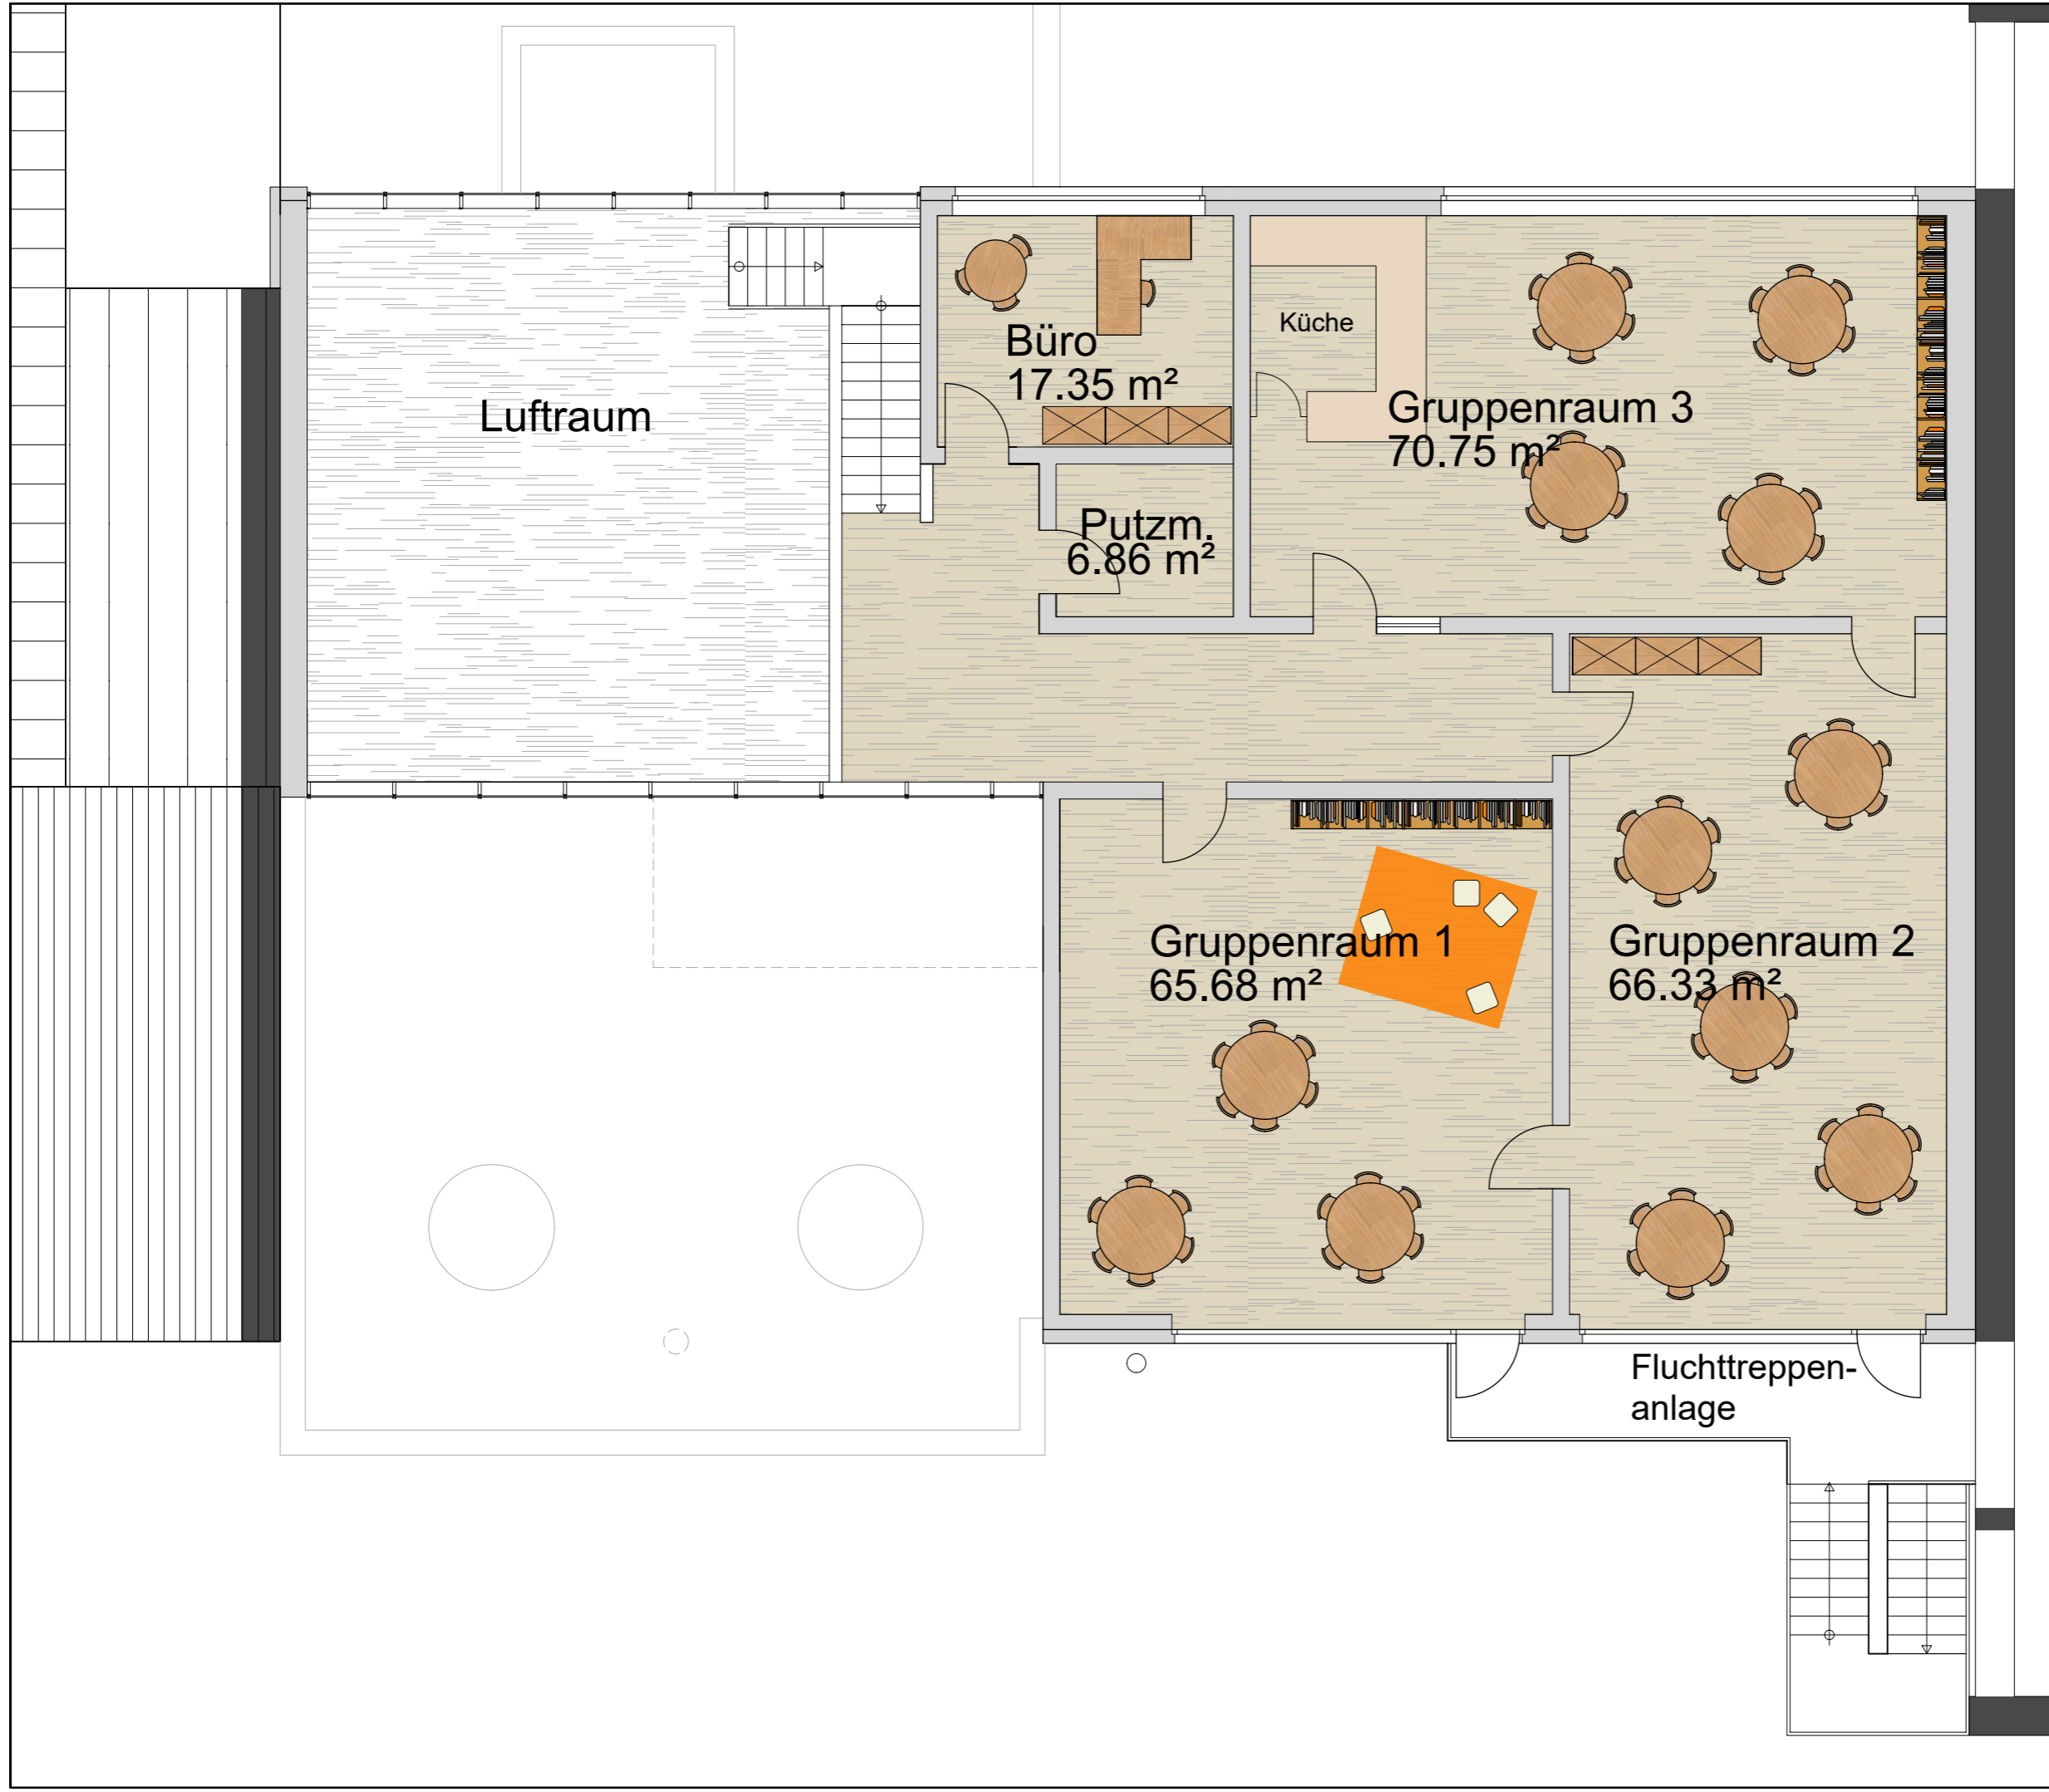 Büro
17.35 m²
Küche
Luftraum
Gruppenraum 3
70.75 m²
Putzm.
6.86 m²
Gruppenraum 1
65.68 m²
Gruppenraum 2
66.33 m²
Fluchttreppen-
anlage